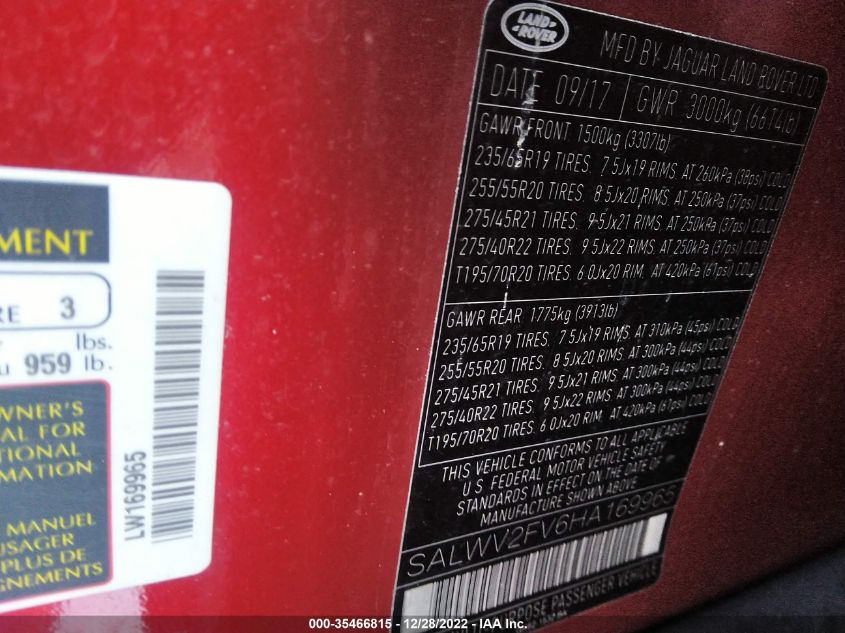 MENT
RE 3
lbs.
u 959 lb.
WNER'S
AL FOR
TIONAL
MATION
MANUEL
USAGER
PLUS DE
GNEMENTS
LW169965
LAND
ROVER
MFD BY JAGUAR LAND ROVER LTD
DATE 09/17 GWR 3000kg (6614lb)
GAWR FRONT 1500kg (3307lb)
235/65R19 TIRES. 7.5Jx19 RIMS. AT 260kPa (38psi) COLD
255/55R20 TIRES. 8.5Jx20 RIMS. AT 250kPa (37psi) COLD
275/45R21 TIRES. 9.5Jx21 RIMS AT 250kPa (37psi) COLD
275/40R22 TIRES. 9.5Jx22 RIMS. AT 250kPa (37psi) COLD
T195/70R20 TIRES. 6.0Jx20 RIM. AT 420kPa (61psi) COLD
GAWR REAR 1775kg (3913lb)
235/65R19 TIRES. 7.5Jx19 RIMS AT 310kPa (45psi) COLD
255/55R20 TIRES. 8.5Jx20 RIMS. AT 300kPa (44psi) COLD
275/45R21 TIRES. 9.5Jx21 RIMS. AT 300kPa (44psi) COLD
275/40R22 TIRES. 9.5Jx22 RIMS. AT 300kPa (44psi) COLD
T195/70R20 TIRES. 6.0Jx20 RIM. AT 420kPa (61psi) COLD
THIS VEHICLE CONFORMS TO ALL APPLICABLE
U.S FEDERAL MOTOR VEHICLE SAFETY
STANDARDS IN EFFECT ON THE DATE OF
MANUFACTURE SHOWN ABOVE
SALWV2FV6HA169965
PURPOSE PASSENGER VEHICLE
000-35466815 / 12/28/2022 - IAA Inc.